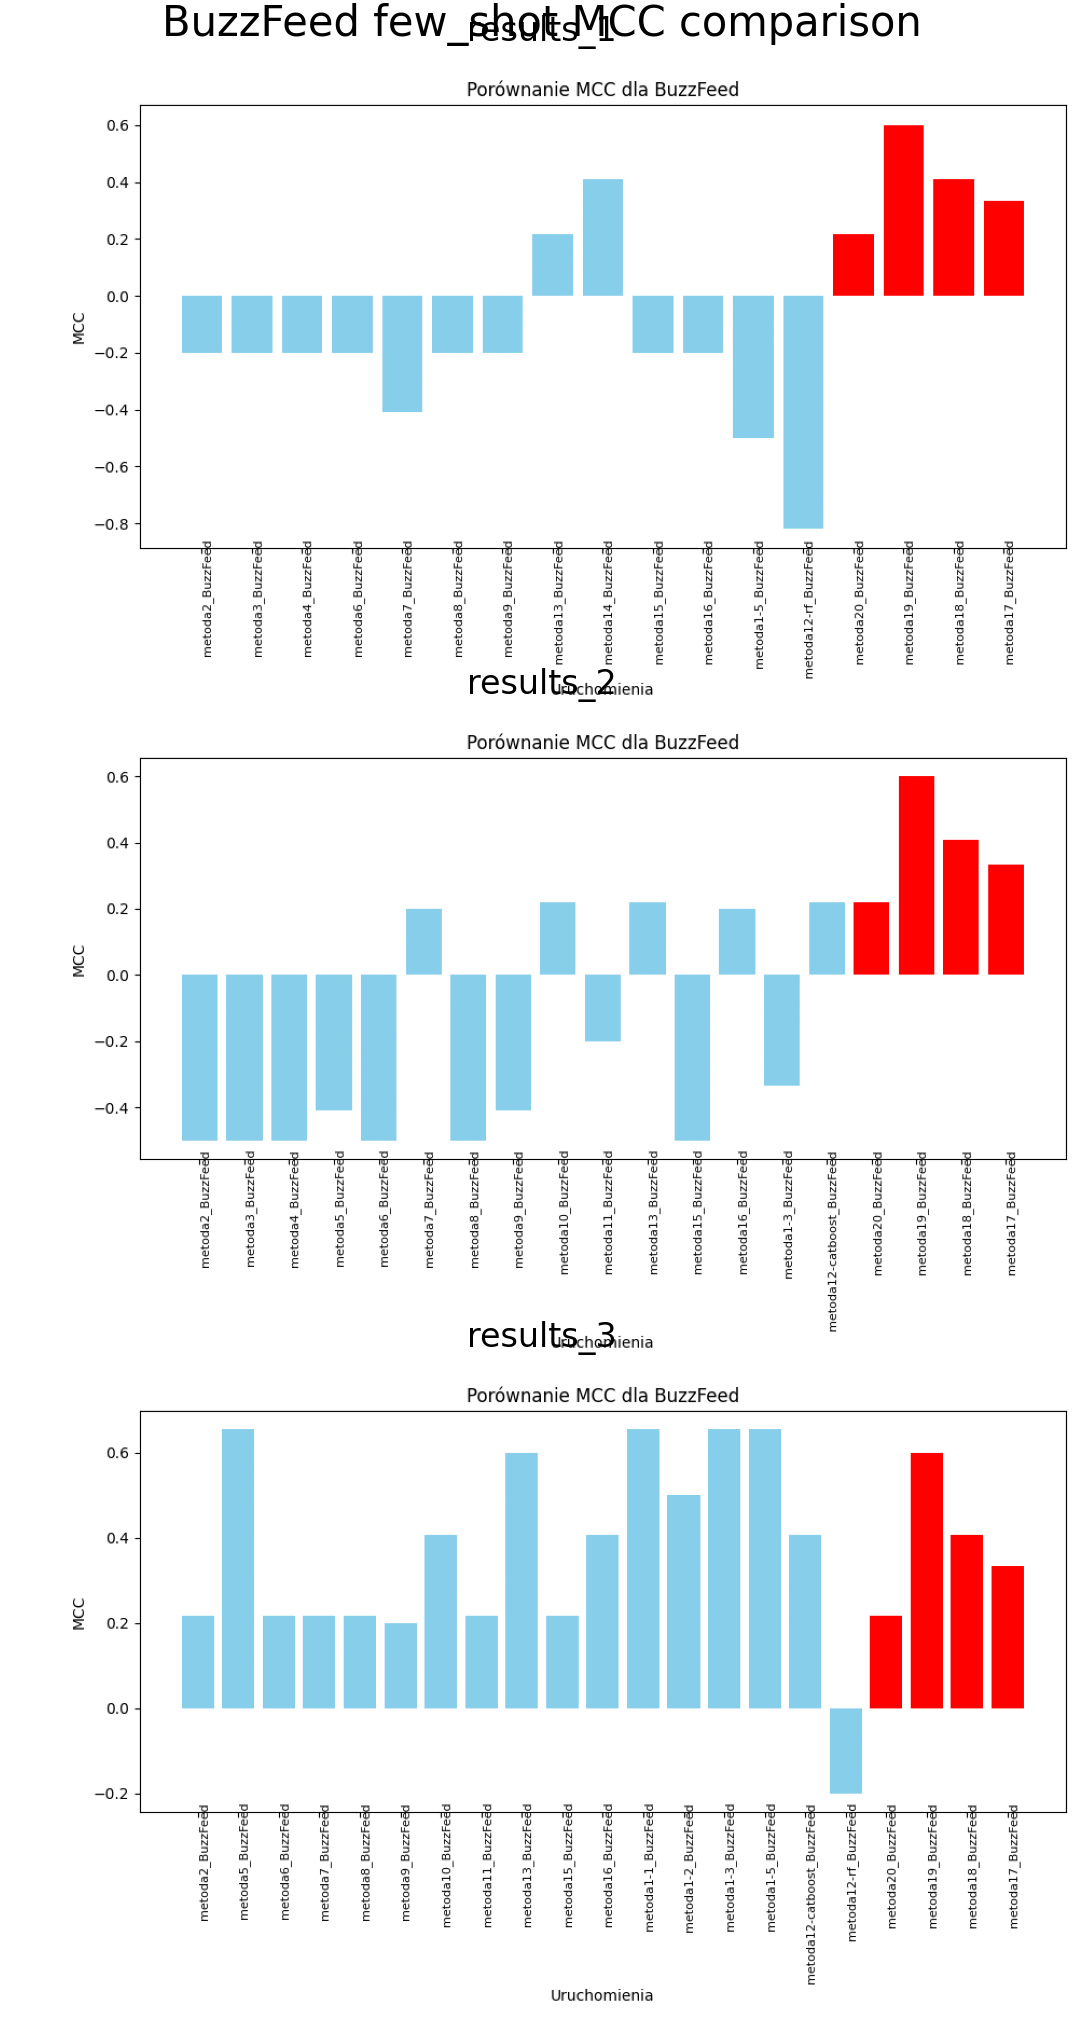 BuzzFeed few_shot MCC comparison
results_1
Porównanie MCC dla BuzzFeed
0.6
0.4
0.2
0.0
−0.2
−0.4
−0.6
−0.8
MCC
metoda2_BuzzFeed
metoda3_BuzzFeed
metoda4_BuzzFeed
metoda6_BuzzFeed
metoda7_BuzzFeed
metoda8_BuzzFeed
metoda9_BuzzFeed
metoda13_BuzzFeed
metoda14_BuzzFeed
metoda15_BuzzFeed
metoda16_BuzzFeed
metoda1-5_BuzzFeed
metoda12-rf_BuzzFeed
metoda20_BuzzFeed
metoda19_BuzzFeed
metoda18_BuzzFeed
metoda17_BuzzFeed
Uruchomienia
results_2
Porównanie MCC dla BuzzFeed
0.6
0.4
0.2
0.0
−0.2
−0.4
MCC
metoda2_BuzzFeed
metoda3_BuzzFeed
metoda4_BuzzFeed
metoda5_BuzzFeed
metoda6_BuzzFeed
metoda7_BuzzFeed
metoda8_BuzzFeed
metoda9_BuzzFeed
metoda10_BuzzFeed
metoda11_BuzzFeed
metoda13_BuzzFeed
metoda15_BuzzFeed
metoda16_BuzzFeed
metoda1-3_BuzzFeed
metoda12-catboost_BuzzFeed
metoda20_BuzzFeed
metoda19_BuzzFeed
metoda18_BuzzFeed
metoda17_BuzzFeed
Uruchomienia
results_3
Porównanie MCC dla BuzzFeed
0.6
0.4
0.2
0.0
−0.2
MCC
metoda2_BuzzFeed
metoda5_BuzzFeed
metoda6_BuzzFeed
metoda7_BuzzFeed
metoda8_BuzzFeed
metoda9_BuzzFeed
metoda10_BuzzFeed
metoda11_BuzzFeed
metoda13_BuzzFeed
metoda15_BuzzFeed
metoda16_BuzzFeed
metoda1-1_BuzzFeed
metoda1-2_BuzzFeed
metoda1-3_BuzzFeed
metoda1-5_BuzzFeed
metoda12-catboost_BuzzFeed
metoda12-rf_BuzzFeed
metoda20_BuzzFeed
metoda19_BuzzFeed
metoda18_BuzzFeed
metoda17_BuzzFeed
Uruchomienia